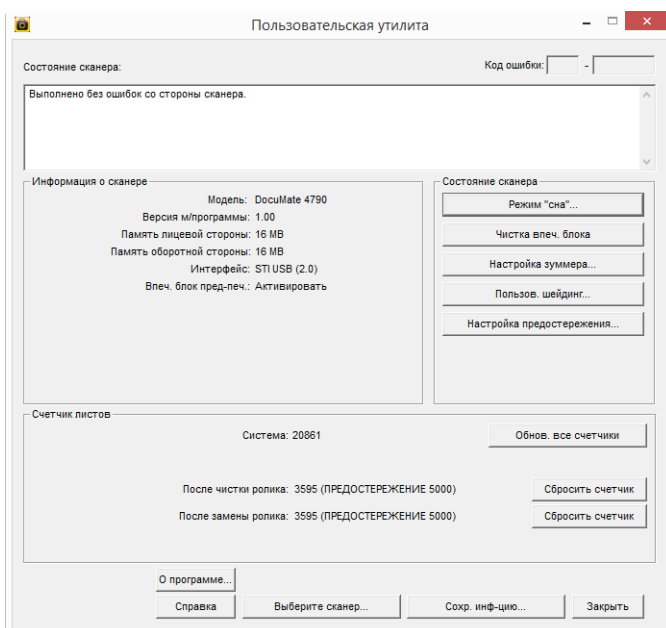 Пользовательская утилита
Состояние сканера:
Код ошибки: -
Выполнено без ошибок со стороны сканера.
Информация о сканере
Модель: DocuMate 4790
Версия м/программы: 1.00
Память лицевой стороны: 16 MB
Память оборотной стороны: 16 MB
Интерфейс: STI USB (2.0)
Впеч. блок пред-печ.: Активировать
Состояние сканера
Режим "сна"...
Чистка впеч. блока
Настройка зуммера...
Пользов. шейдинг...
Настройка предостережения...
Счетчик листов
Система: 20861
Обнов. все счетчики
После чистки ролика: 3595 (ПРЕДОСТЕРЕЖЕНИЕ 5000)
Сбросить счетчик
После замены ролика: 3595 (ПРЕДОСТЕРЕЖЕНИЕ 5000)
Сбросить счетчик
О программе...
Справка
Выберите сканер...
Сохр. инф-цию...
Закрыть